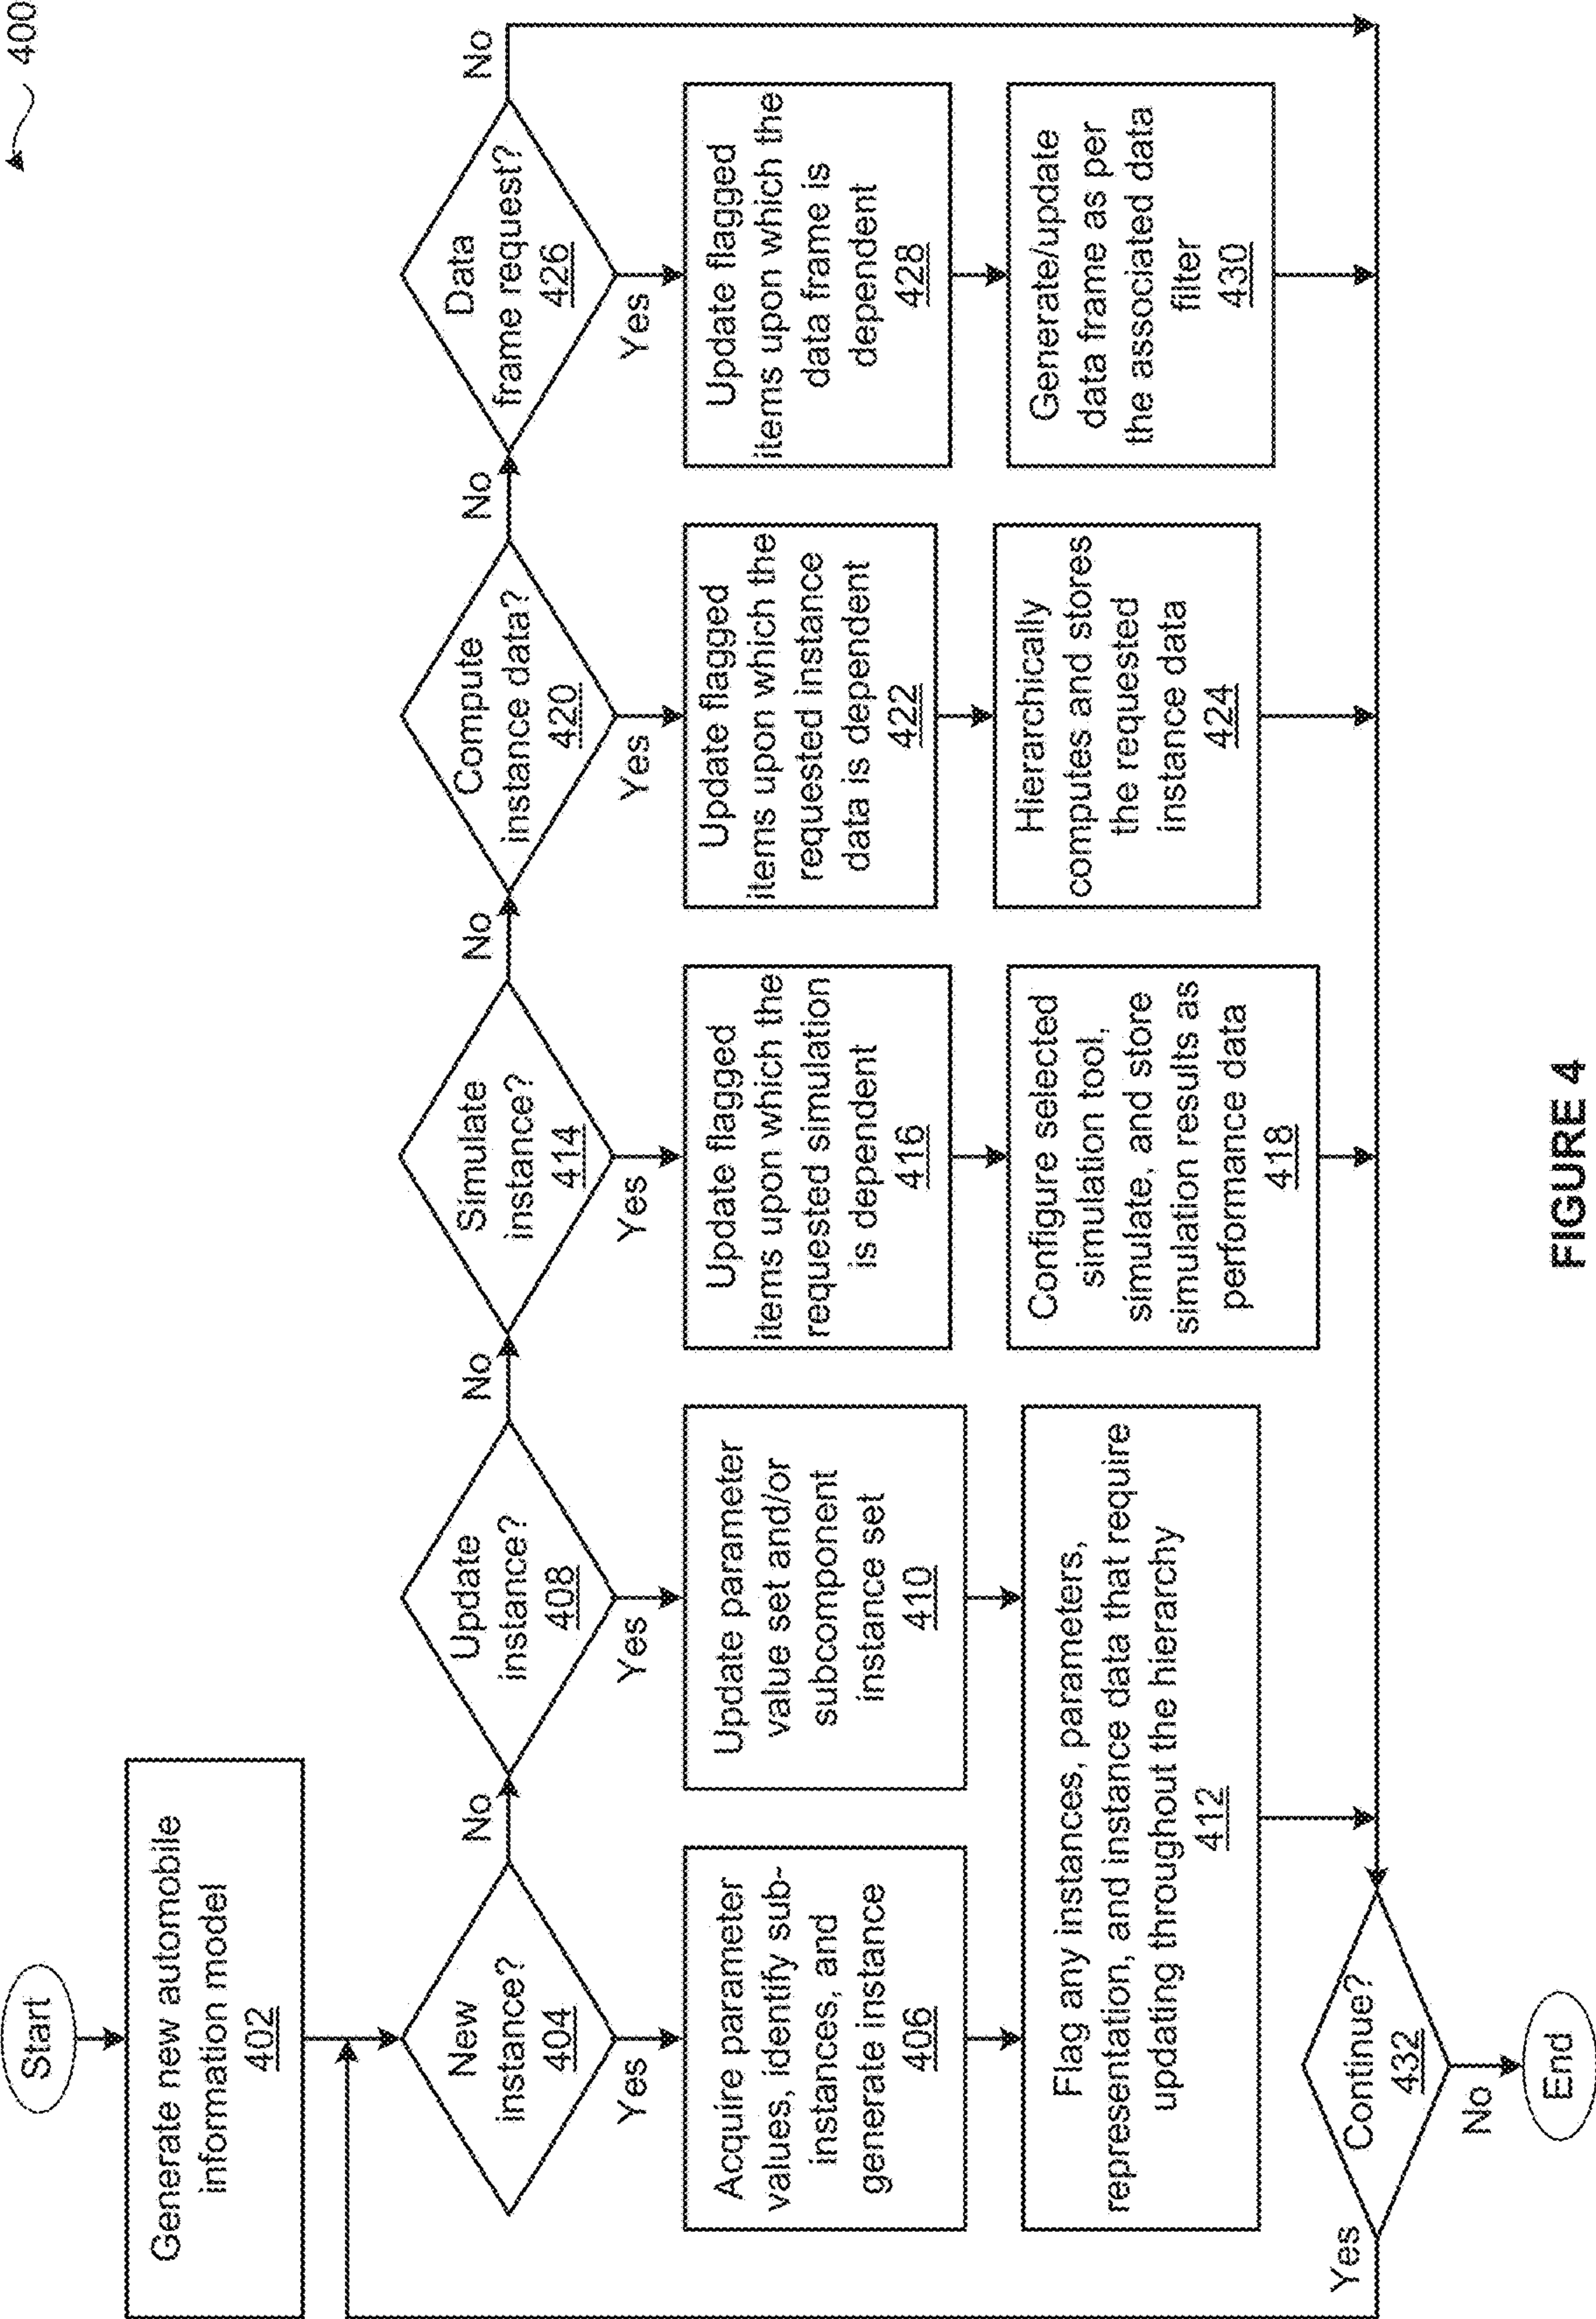 400
Start
Generate new automobile
information model
402
New
instance?
404
No
Yes
Acquire parameter
values, identify sub-
instances, and
generate instance
406
Update
instance?
408
No
Yes
Update parameter
value set and/or
subcomponent
instance set
410
Flag any instances, parameters,
representation, and instance data that require
updating throughout the hierarchy
412
Simulate
instance?
414
No
Yes
Update flagged
items upon which the
requested simulation
is dependent
416
Configure selected
simulation tool,
simulate, and store
simulation results as
performance data
418
Compute
instance data?
420
No
Yes
Update flagged
items upon which the
requested instance
data is dependent
422
Hierarchically
computes and stores
the requested
instance data
424
Data
frame request?
426
No
Yes
Update flagged
items upon which the
data frame is
dependent
428
Generate/update
data frame as per
the associated data
filter
430
Continue?
432
Yes
No
End
FIGURE 4